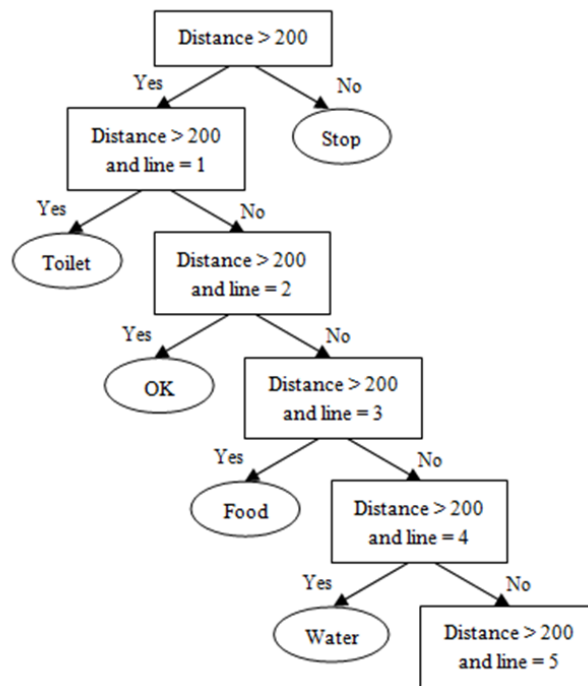 Distance > 200
Yes
No
Distance > 200
and line = 1
Stop
Yes
No
Toilet
Distance > 200
and line = 2
Yes
No
OK
Distance > 200
and line = 3
Yes
No
Food
Distance > 200
and line = 4
Yes
No
Water
Distance > 200
and line = 5